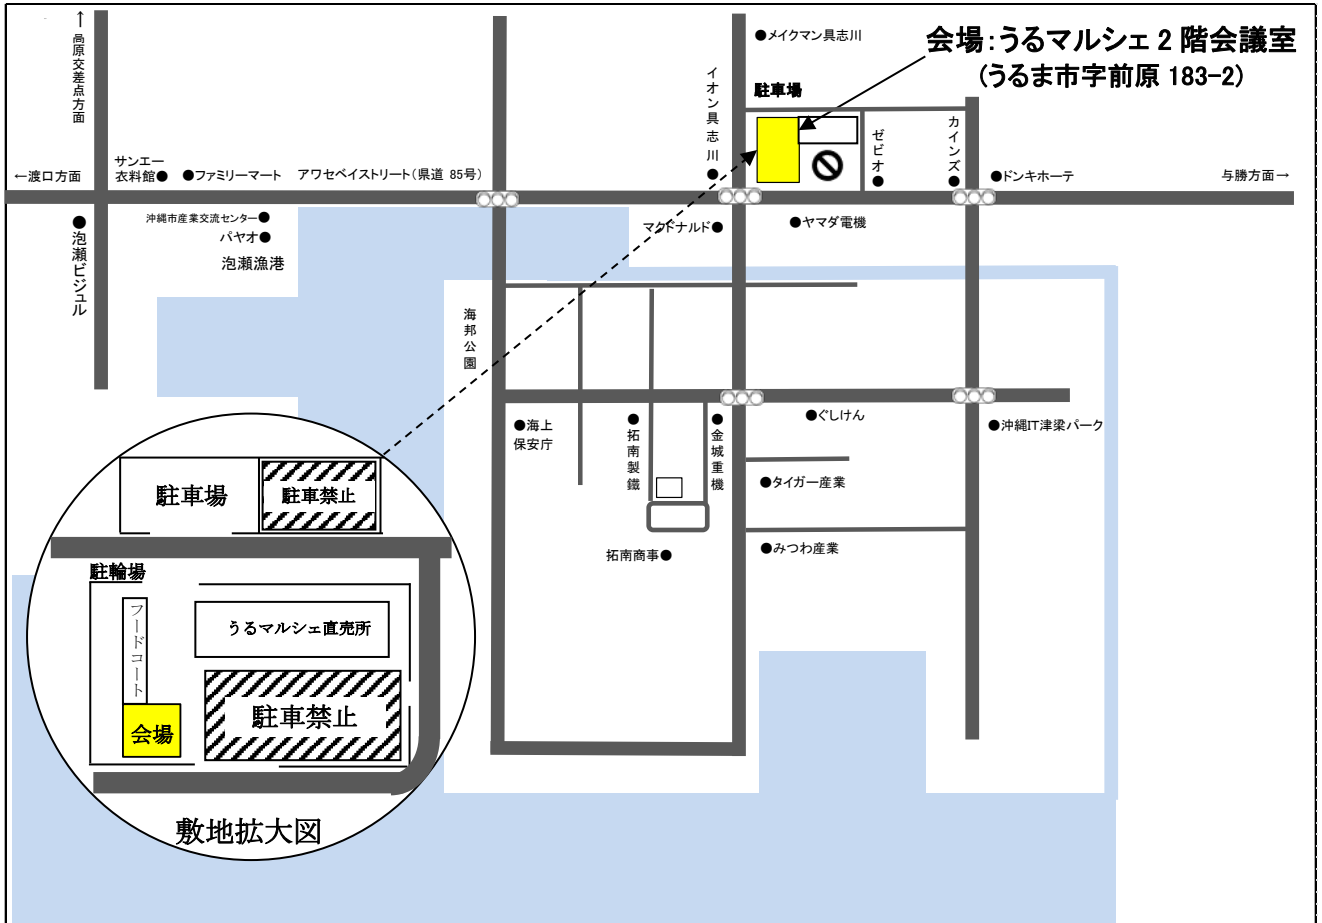 ↑高原交差点方面
●メイクマン具志川
会場：うるマルシェ２階会議室
(うるま市字前原 183-2)
イオン具志川●
駐車場
ゼビオ●
カインズ●
←渡口方面
サンエー
衣料館●
●ファミリーマート
アワセベイストリート(県道 85号)
●ドンキホーテ
与勝方面→
●泡瀬ビジュル
沖縄市産業交流センター●
パヤオ●
泡瀬漁港
マクドナルド●
●ヤマダ電機
海邦公園
●海上
保安庁
●拓南製鐵
●金城重機
●ぐしけん
●沖縄IT津梁パーク
●タイガー産業
拓南商事●
●みつわ産業
駐車場
駐車禁止
駐輪場
フードコート
うるマルシェ直売所
駐車禁止
会場
敷地拡大図